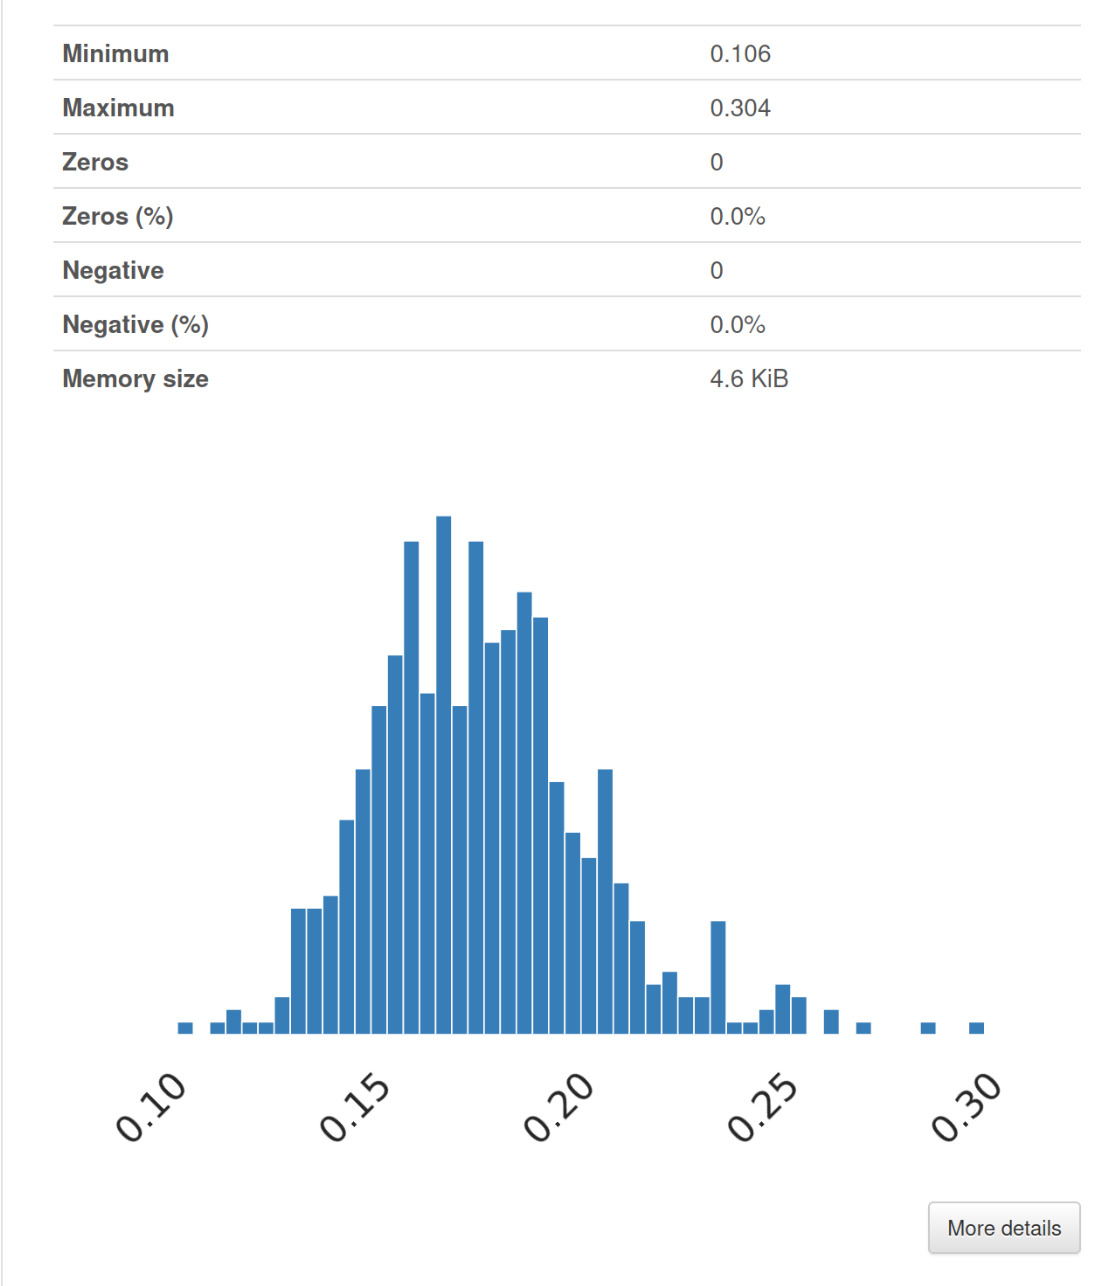 Minimum 0.106
Maximum 0.304
Zeros 0
Zeros (%) 0.0%
Negative 0
Negative (%) 0.0%
Memory size 4.6 KiB
0.10 0.15 0.20 0.25 0.30
More details